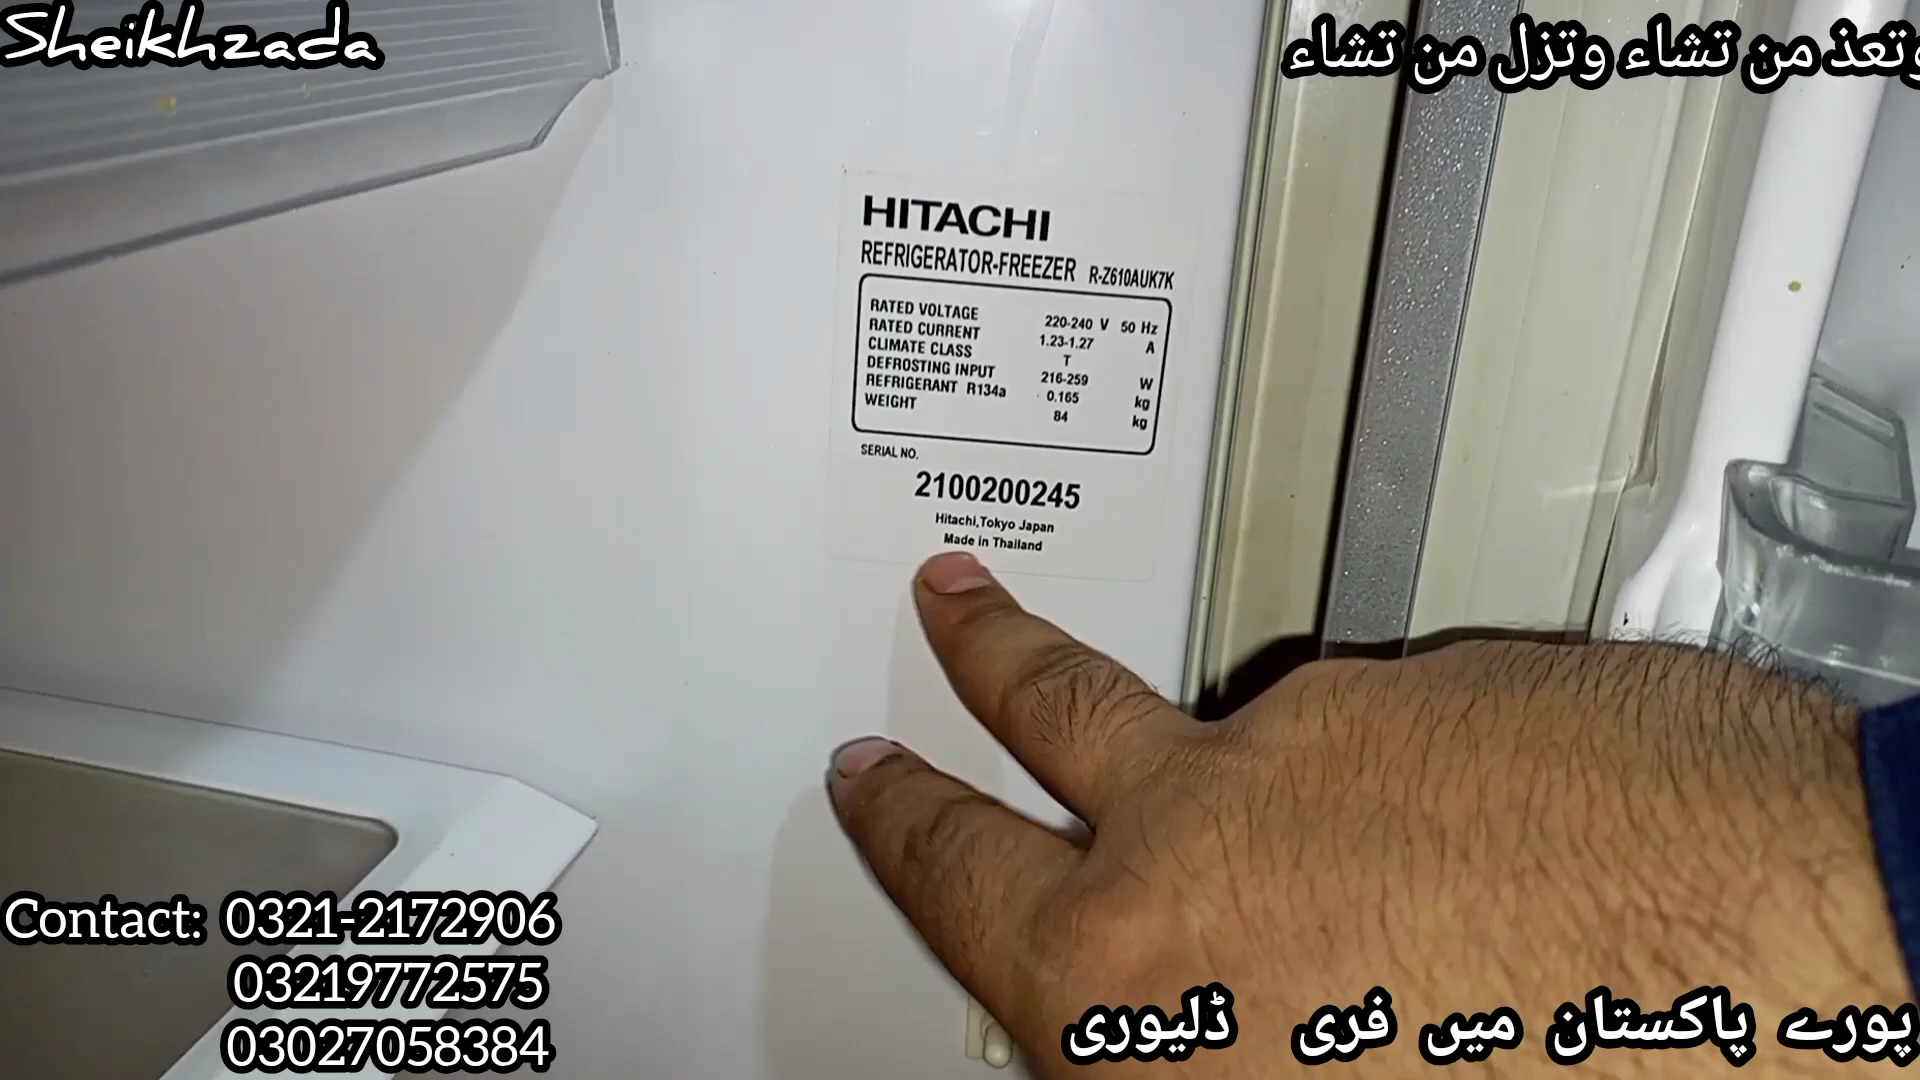 Sheikhzada
وتعذ من تشاء وتزل من تشاء
HITACHI
REFRIGERATOR-FREEZER R-Z610AUK7K
RATED VOLTAGE 220-240 V 50 Hz
RATED CURRENT 1.23-1.27 A
CLIMATE CLASS T
DEFROSTING INPUT 216-259 W
REFRIGERANT R134a 0.165 kg
WEIGHT 84 kg
SERIAL NO.
2100200245
Hitachi,Tokyo Japan
Made in Thailand
Contact: 0321-2172906
03219772575
03027058384
پورے پاکستان میں فری ڈلیوری